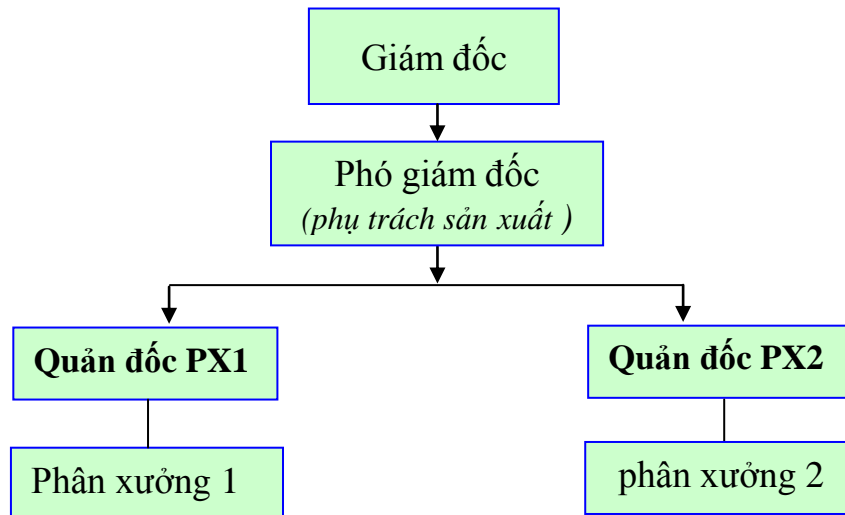 Giám đốc
Phó giám đốc
(phụ trách sản xuất )
Quản đốc PX1
Quản đốc PX2
Phân xưởng 1
phân xưởng 2